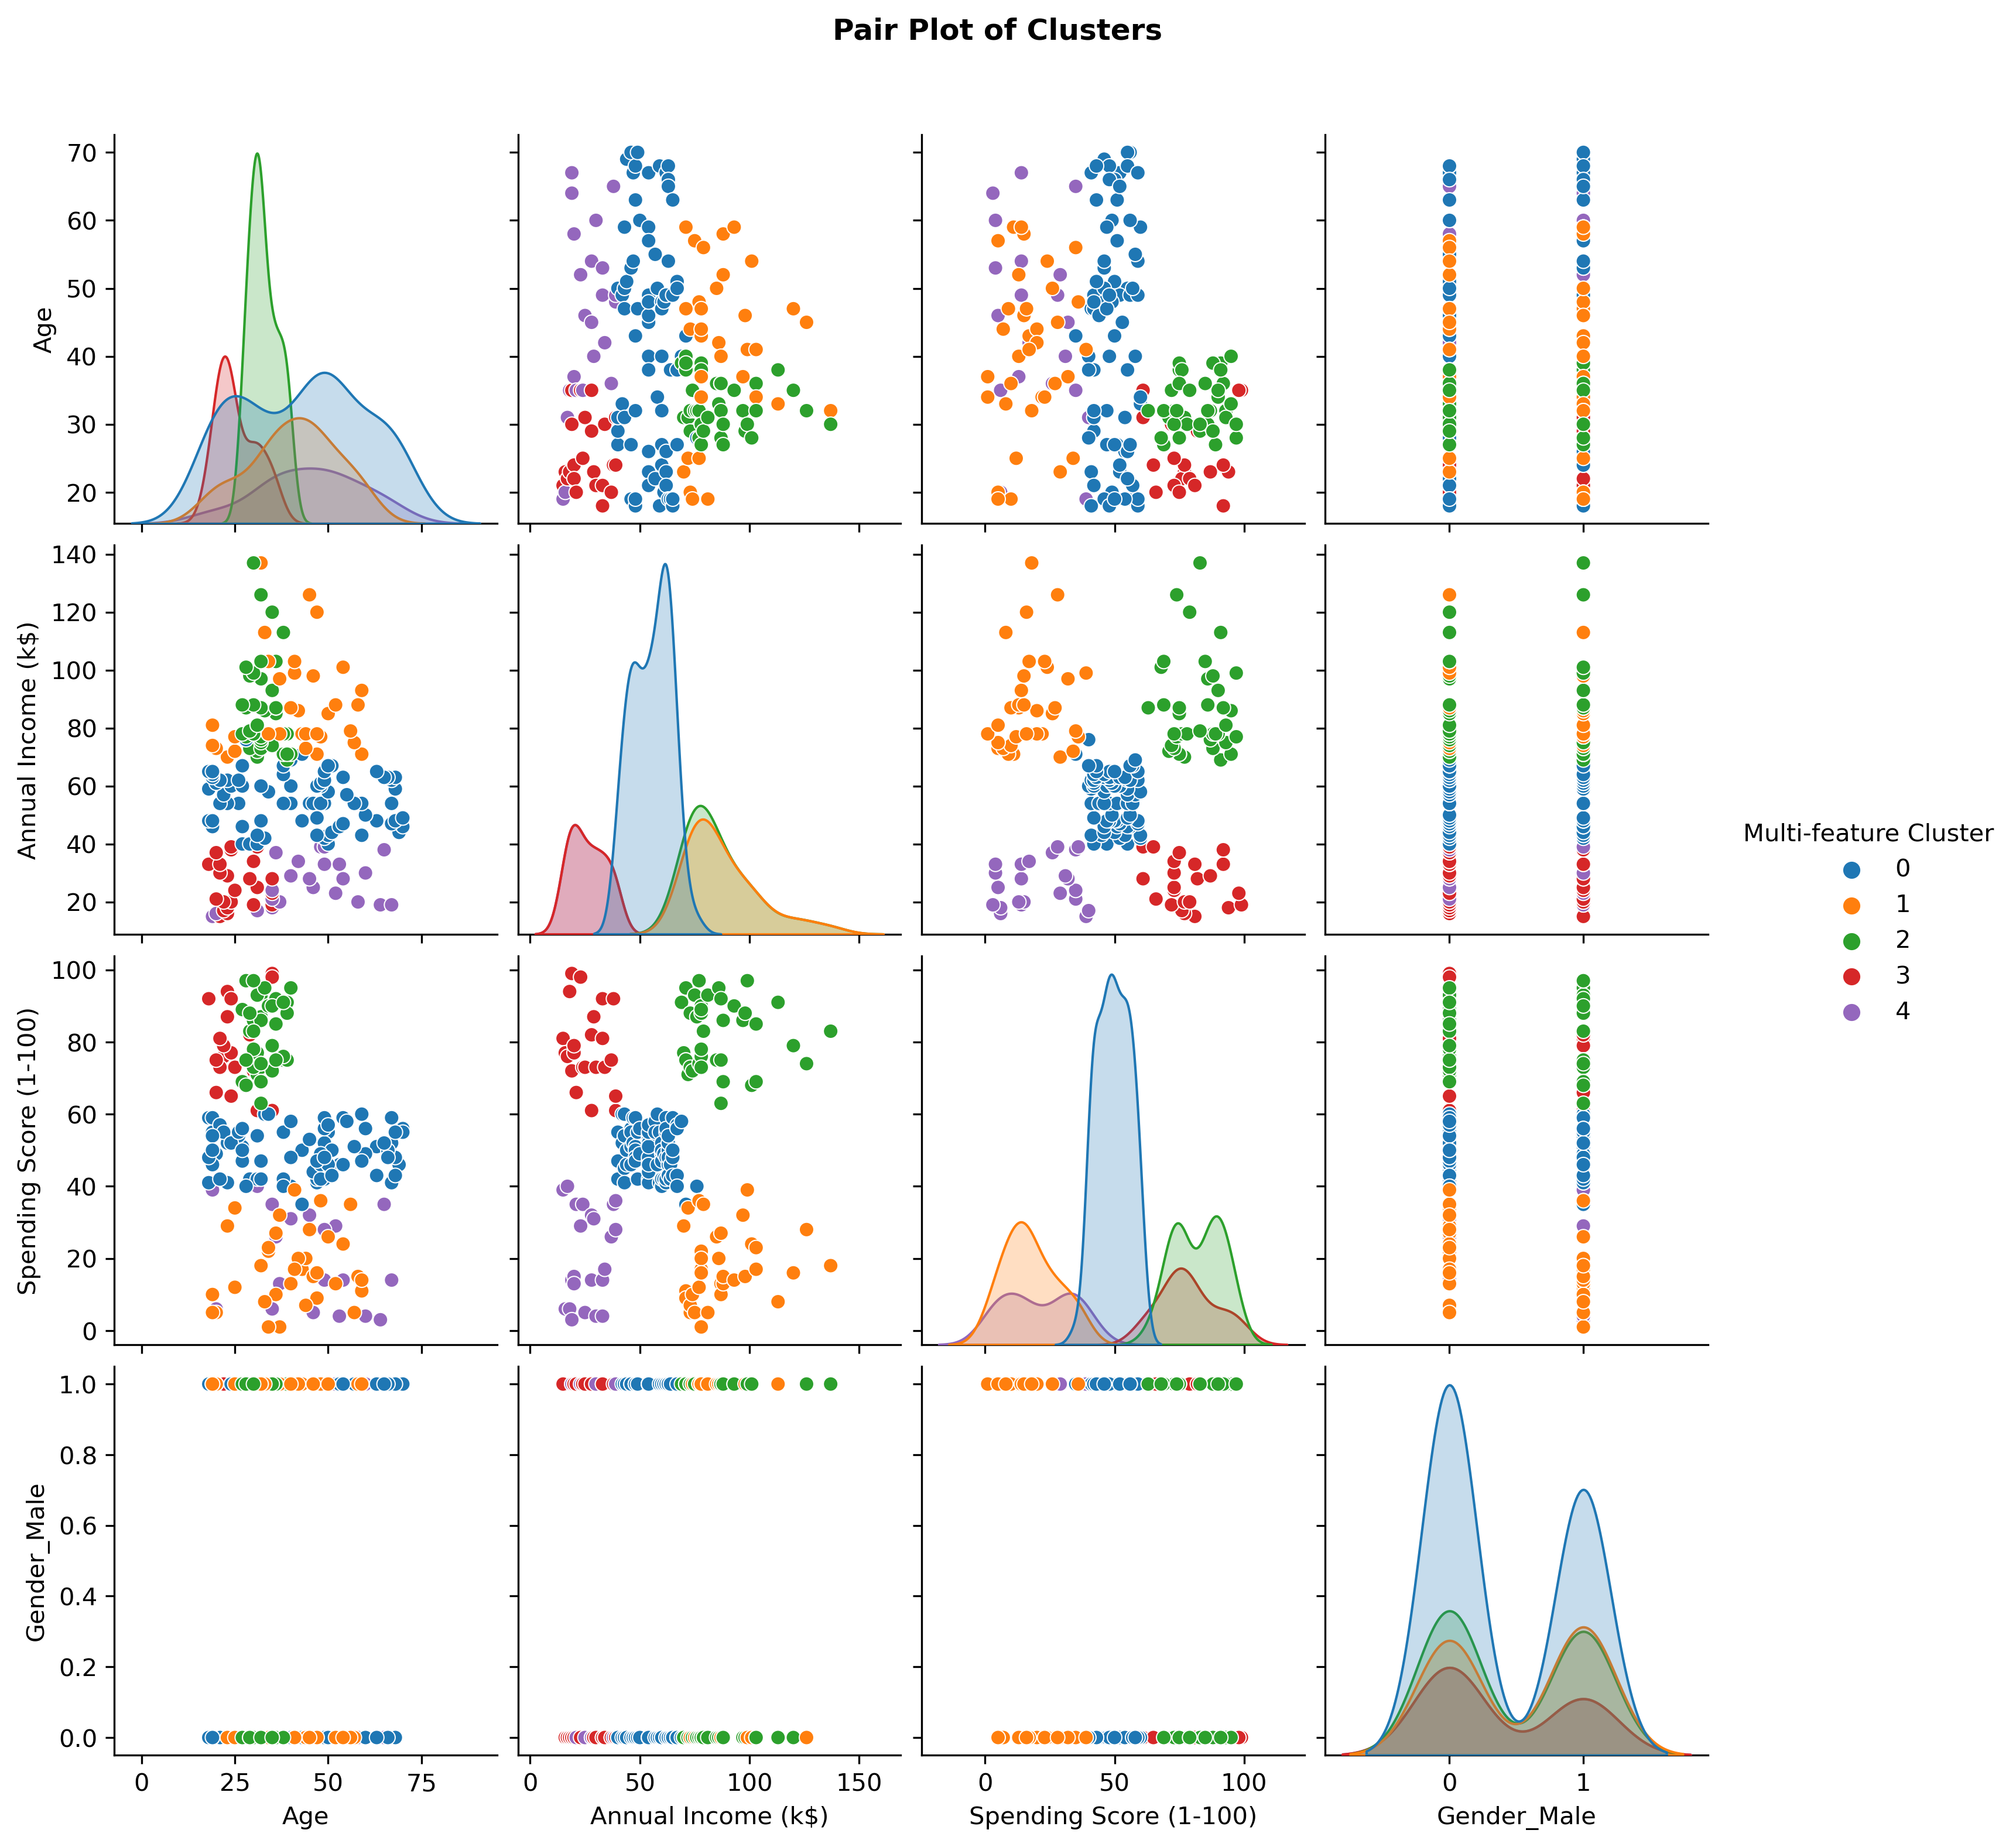 Pair Plot of Clusters
70
60
50
40
30
20
Age
140
120
100
80
60
40
20
Annual Income (k$)
100
80
60
40
20
0
Spending Score (1-100)
1.0
0.8
0.6
0.4
0.2
0.0
Gender_Male
0 25 50 75
Age
0 50 100 150
Annual Income (k$)
0 50 100
Spending Score (1-100)
0 1
Gender_Male
Multi-feature Cluster
0
1
2
3
4